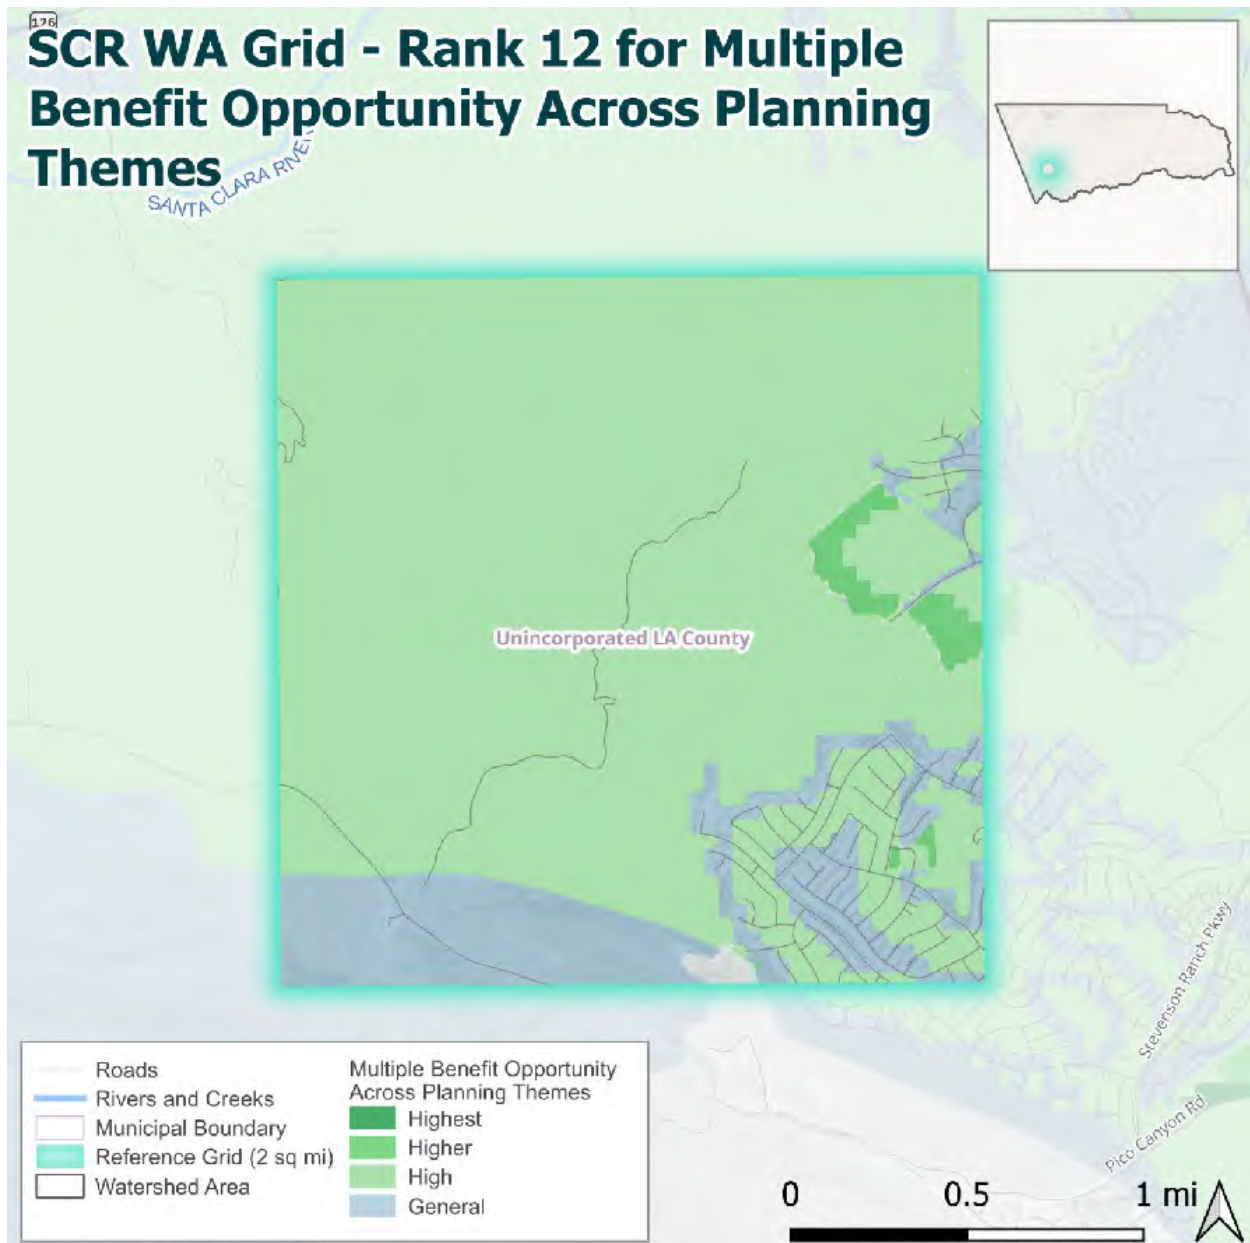 126
SCR WA Grid - Rank 12 for Multiple
Benefit Opportunity Across Planning
Themes
SANTA CLARA RIVER
Unincorporated LA County
Stevenson Ranch Pkwy
Pico Canyon Rd
Roads
Rivers and Creeks
Municipal Boundary
Reference Grid (2 sq mi)
Watershed Area
Multiple Benefit Opportunity
Across Planning Themes
Highest
Higher
High
General
0 0.5 1 mi